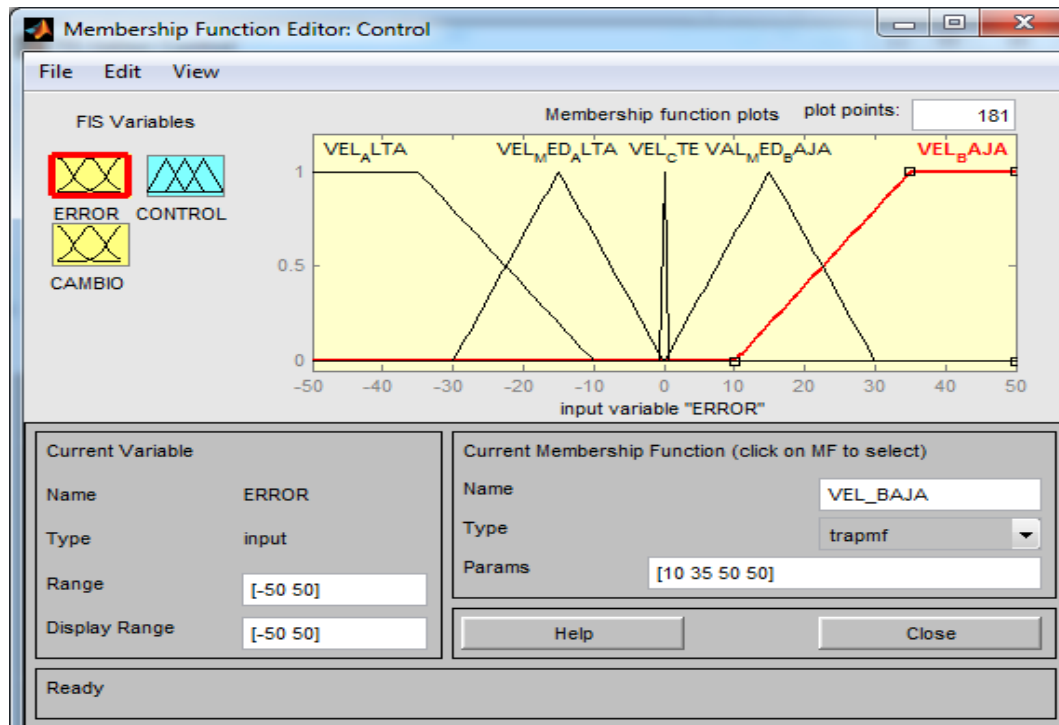 Membership Function Editor: Control
File Edit View
FIS Variables
Membership function plots plot points: 181
ERROR CONTROL
CAMBIO
VEL_ALTA VEL_MED_ALTA VEL_CTE VAL_MED_BAJA VEL_BAJA
1
0.5
0
-50 -40 -30 -20 -10 0 10 20 30 40 50
input variable "ERROR"
Current Variable
Name ERROR
Type input
Range [-50 50]
Display Range [-50 50]
Current Membership Function (click on MF to select)
Name VEL_BAJA
Type trapmf
Params [10 35 50 50]
Help Close
Ready